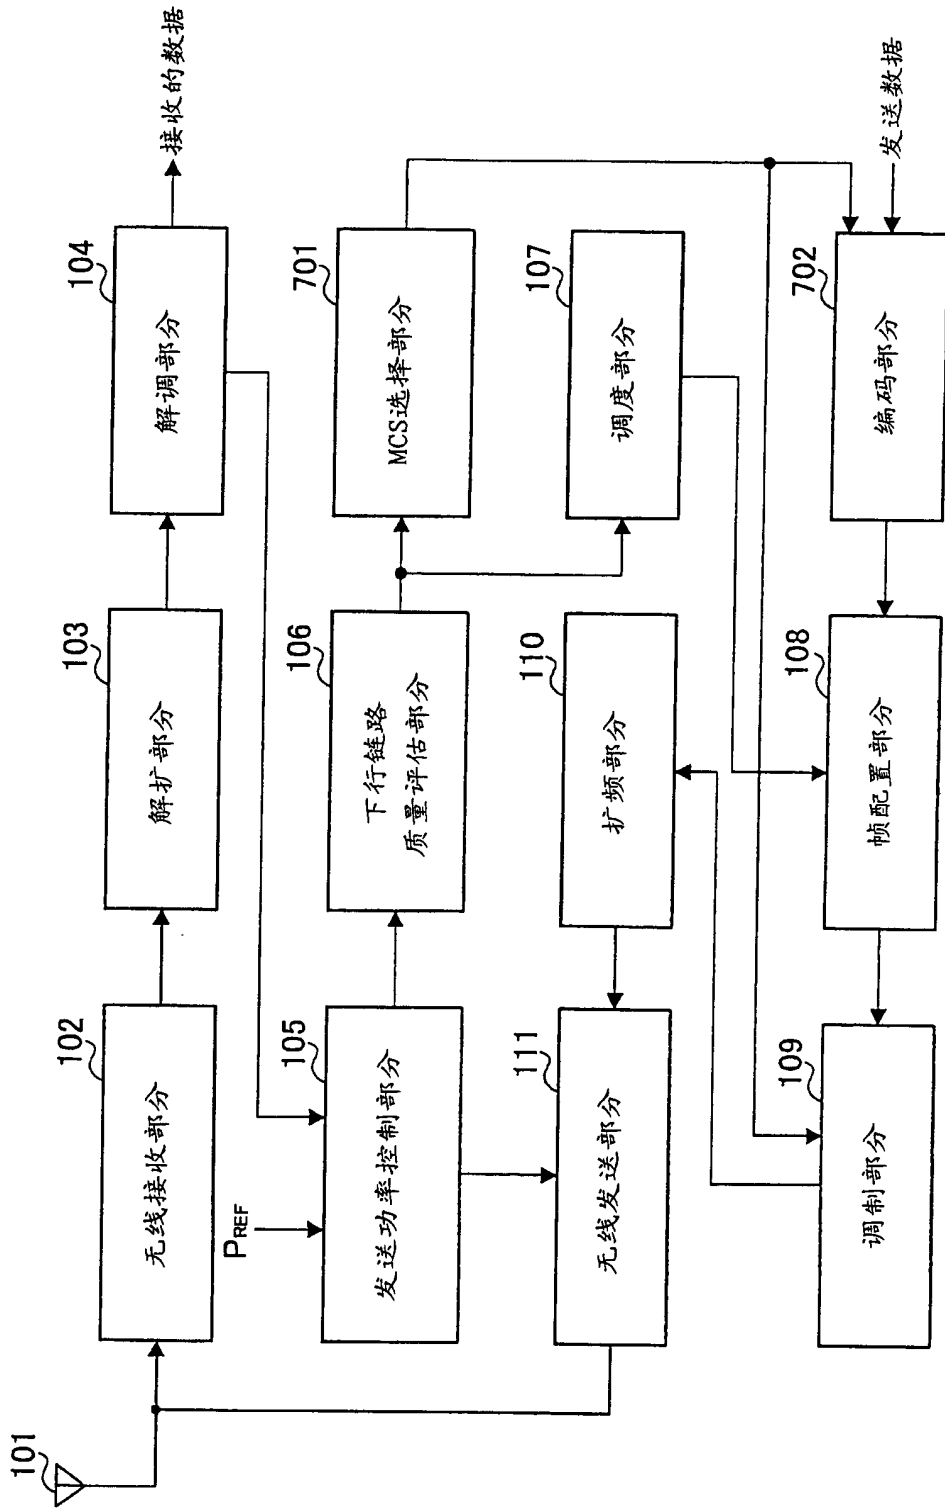 101
102
无线接收部分
103
解扩部分
104
解调部分
接收的数据
PREF
105
发送功率控制部分
106
下行链路
质量评估部分
701
MCS选择部分
111
无线发送部分
110
扩频部分
107
调度部分
109
调制部分
108
帧配置部分
702
编码部分
发送数据